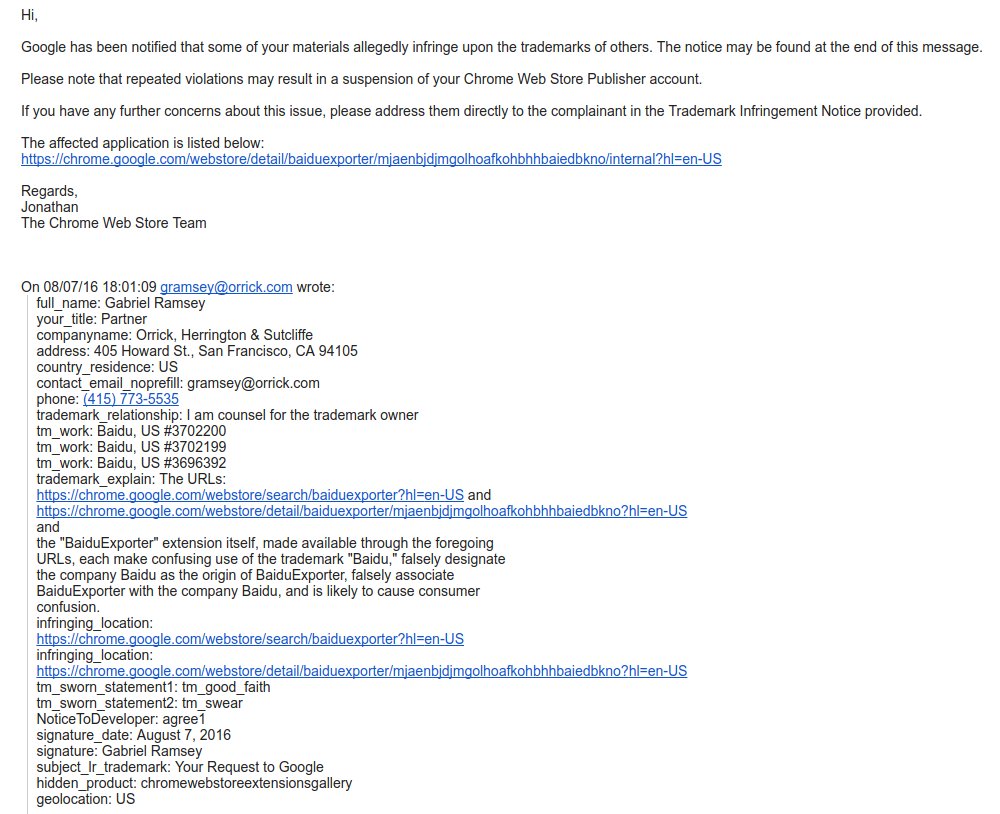 Hi,
Google has been notified that some of your materials allegedly infringe upon the trademarks of others. The notice may be found at the end of this message.
Please note that repeated violations may result in a suspension of your Chrome Web Store Publisher account.
If you have any further concerns about this issue, please address them directly to the complainant in the Trademark Infringement Notice provided.
The affected application is listed below:
https://chrome.google.com/webstore/detail/baiduexporter/mjaenbjdjmgolhoafkohbhhbaiedbkno/internal?hl=en-US
Regards,
Jonathan
The Chrome Web Store Team
On 08/07/16 18:01:09 gramsey@orrick.com wrote:
full_name: Gabriel Ramsey
your_title: Partner
companyname: Orrick, Herrington & Sutcliffe
address: 405 Howard St., San Francisco, CA 94105
country_residence: US
contact_email_noprefill: gramsey@orrick.com
phone: (415) 773-5535
trademark_relationship: I am counsel for the trademark owner
tm_work: Baidu, US #3702200
tm_work: Baidu, US #3702199
tm_work: Baidu, US #3696392
trademark_explain: The URLs:
https://chrome.google.com/webstore/search/baiduexporter?hl=en-US and
https://chrome.google.com/webstore/detail/baiduexporter/mjaenbjdjmgolhoafkohbhhbaiedbkno?hl=en-US
and
the "BaiduExporter" extension itself, made available through the foregoing
URLs, each make confusing use of the trademark "Baidu," falsely designate
the company Baidu as the origin of BaiduExporter, falsely associate
BaiduExporter with the company Baidu, and is likely to cause consumer
confusion.
infringing_location:
https://chrome.google.com/webstore/search/baiduexporter?hl=en-US
infringing_location:
https://chrome.google.com/webstore/detail/baiduexporter/mjaenbjdjmgolhoafkohbhhbaiedbkno?hl=en-US
tm_sworn_statement1: tm_good_faith
tm_sworn_statement2: tm_swear
NoticeToDeveloper: agree1
signature_date: August 7, 2016
signature: Gabriel Ramsey
subject_lr_trademark: Your Request to Google
hidden_product: chromewebstoreextensionsgallery
geolocation: US